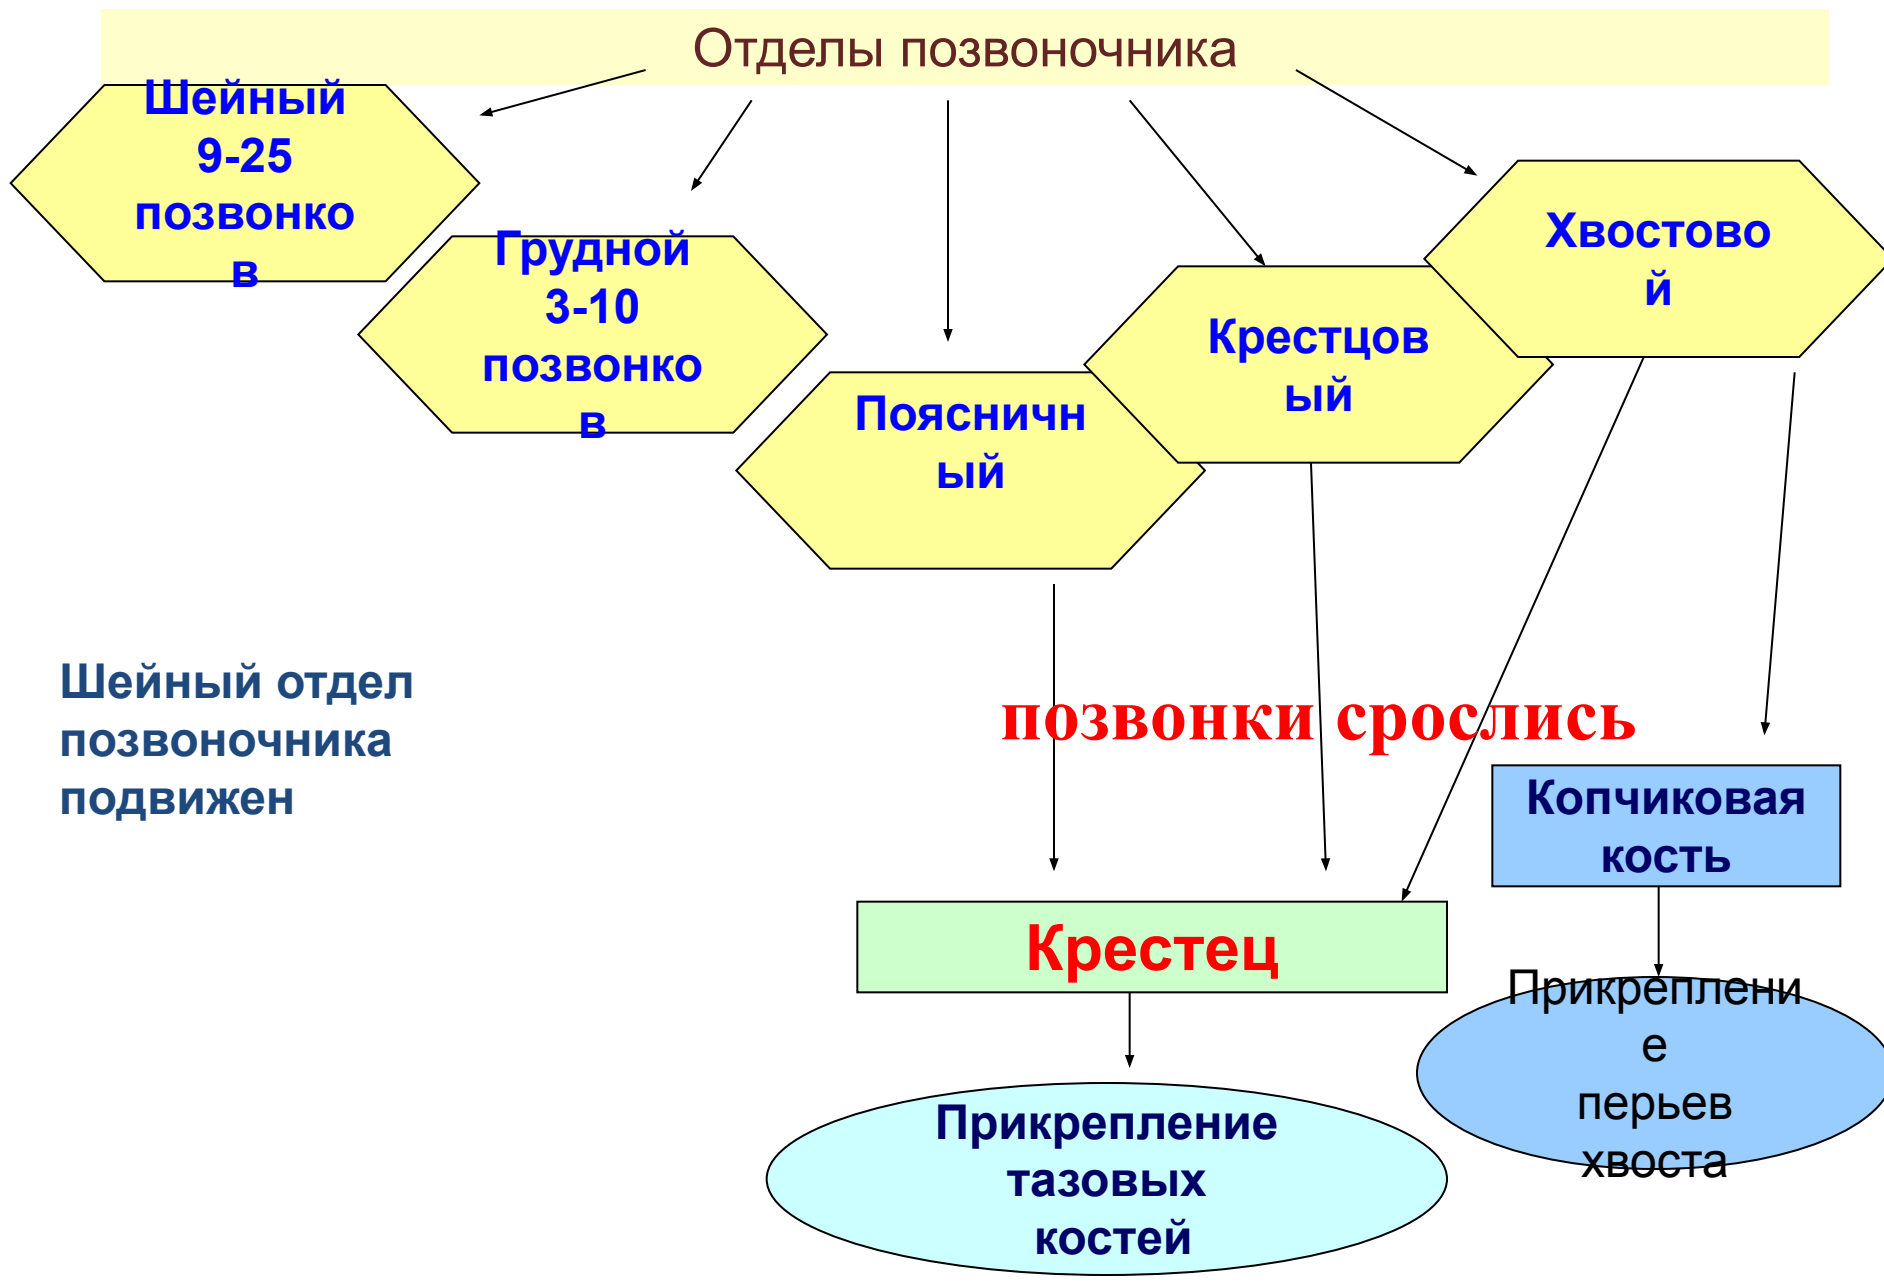 Отделы позвоночника
Шейный
9-25
позвонко
в
Грудной
3-10
позвонко
в
Поясничн
ый
Крестцов
ый
Хвостово
й
Шейный отдел
позвоночника
подвижен
позвонки срослись
Копчиковая
кость
Крестец
Прикреплени
е
перьев
хвоста
Прикрепление
тазовых
костей